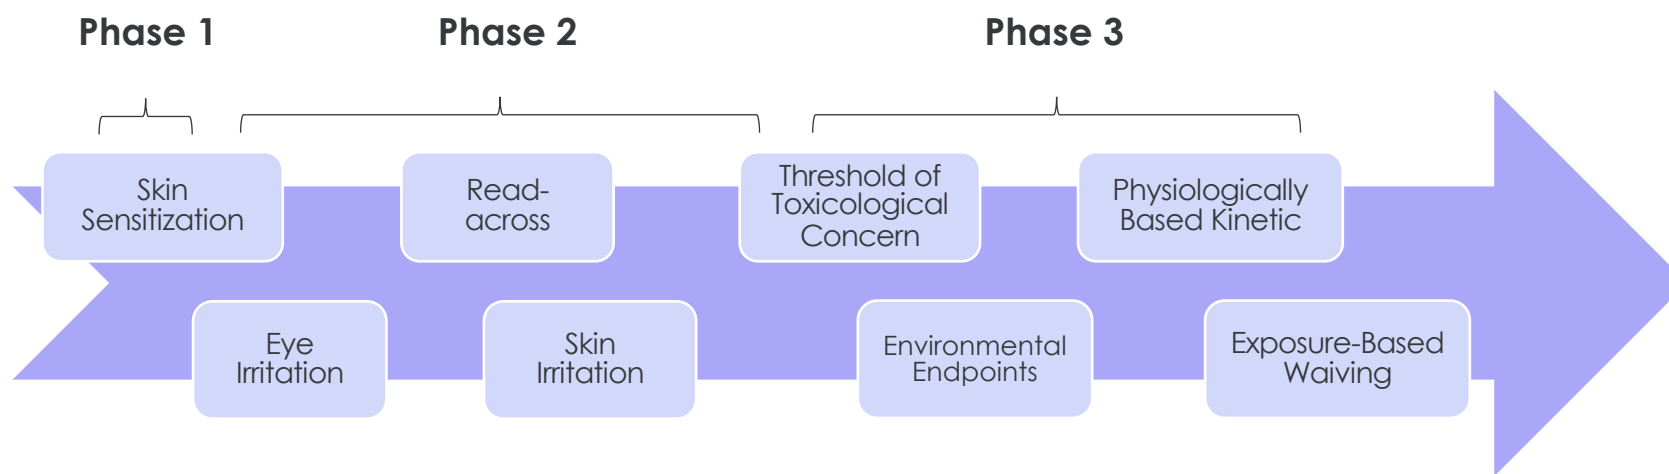 Phase 1
Phase 2
Phase 3
Skin
Sensitization
Read-
across
Threshold of
Toxicological
Concern
Physiologically
Based Kinetic
Eye
Irritation
Skin
Irritation
Environmental
Endpoints
Exposure-Based
Waiving